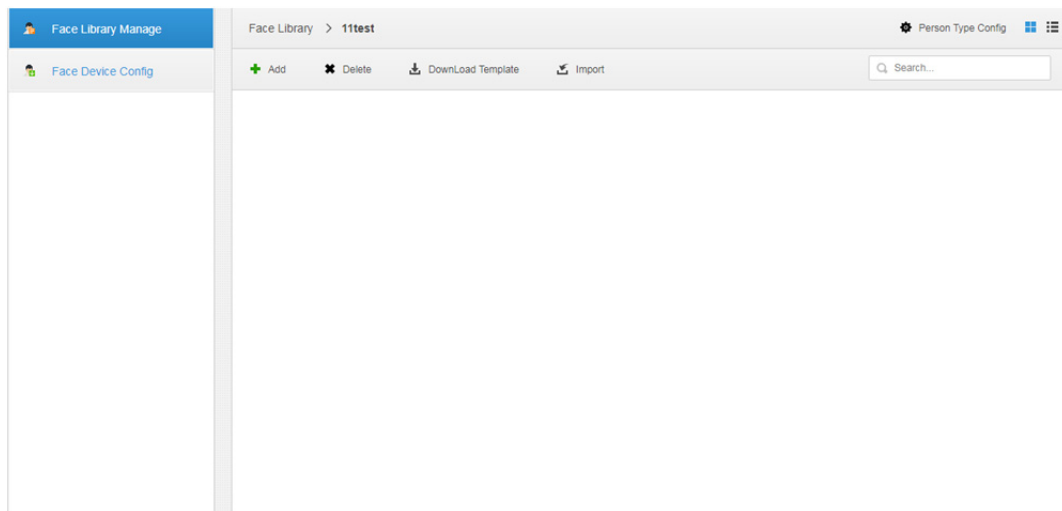 Face Library Manage
Face Device Config
Face Library > 11test
Person Type Config
Add Delete DownLoad Template Import
Search...